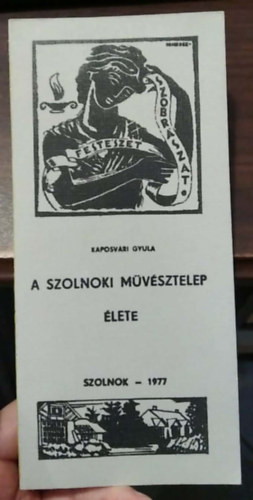 SZOBRÁSZAT
FESTÉSZET
KAPOSVÁRI GYULA
A SZOLNOKI MŰVÉSZTELEP
ÉLETE
SZOLNOK — 1977